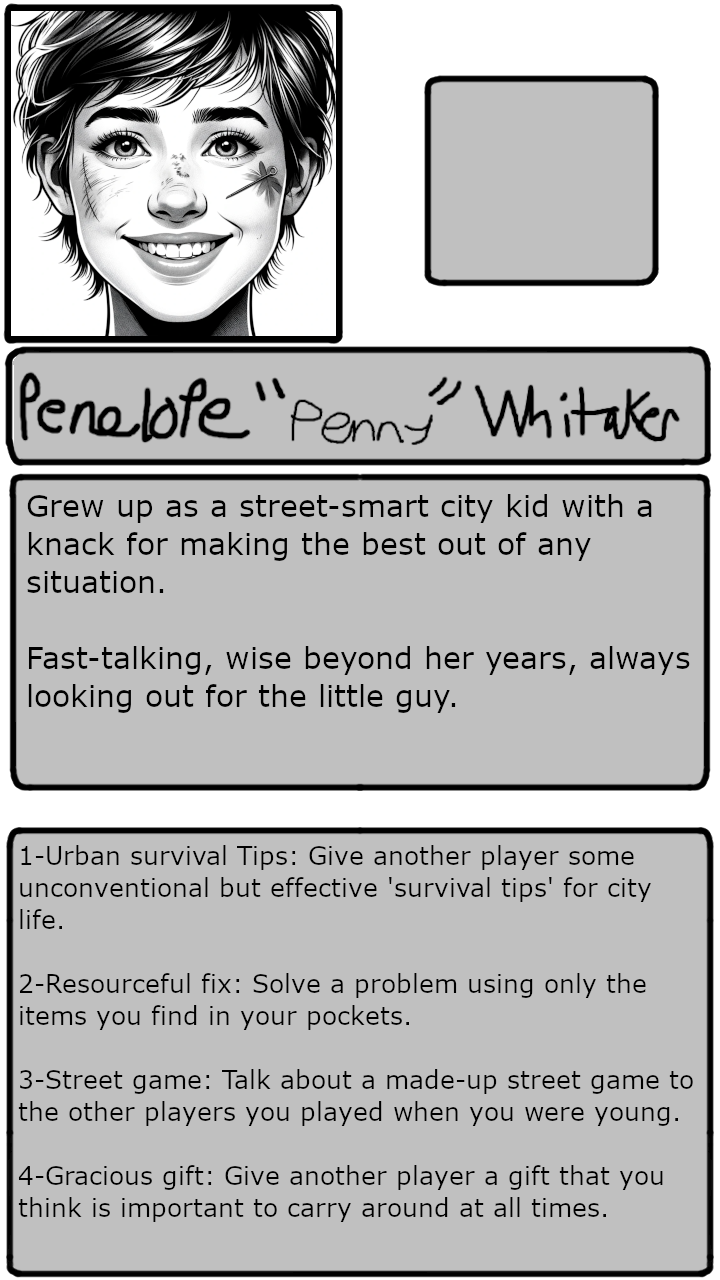 Penelope "Penny" Whitaker
Grew up as a street-smart city kid with a
knack for making the best out of any
situation.
Fast-talking, wise beyond her years, always
looking out for the little guy.
1-Urban survival Tips: Give another player some
unconventional but effective 'survival tips' for city
life.
2-Resourceful fix: Solve a problem using only the
items you find in your pockets.
3-Street game: Talk about a made-up street game to
the other players you played when you were young.
4-Gracious gift: Give another player a gift that you
think is important to carry around at all times.